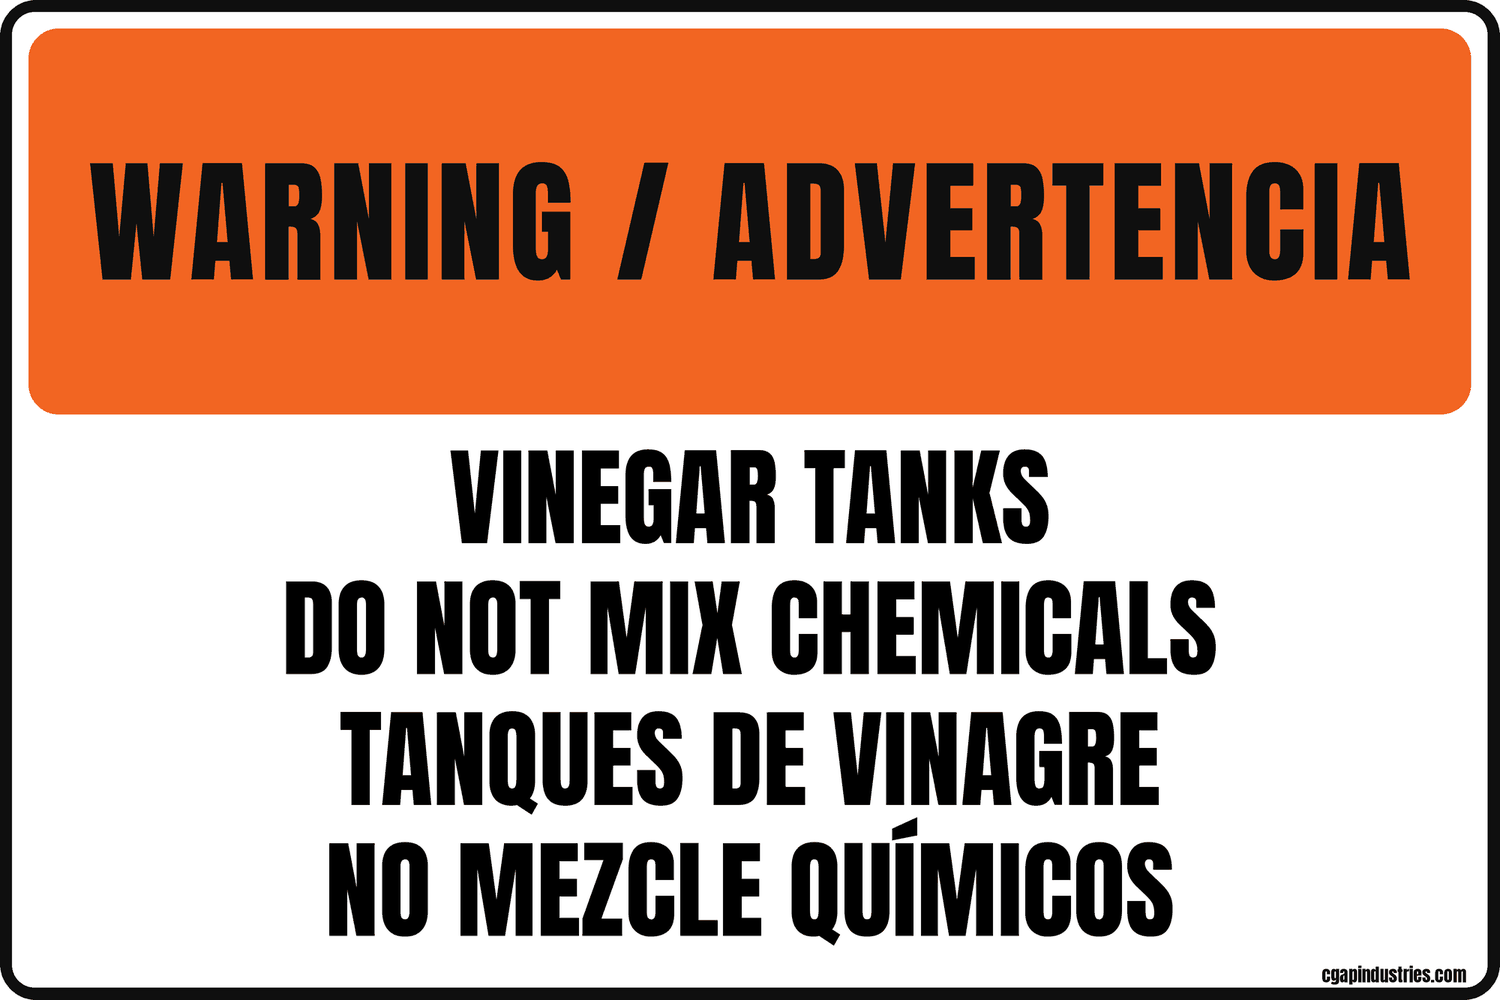 WARNING / ADVERTENCIA
VINEGAR TANKS
DO NOT MIX CHEMICALS
TANQUES DE VINAGRE
NO MEZCLE QUÍMICOS
cgapindustries.com